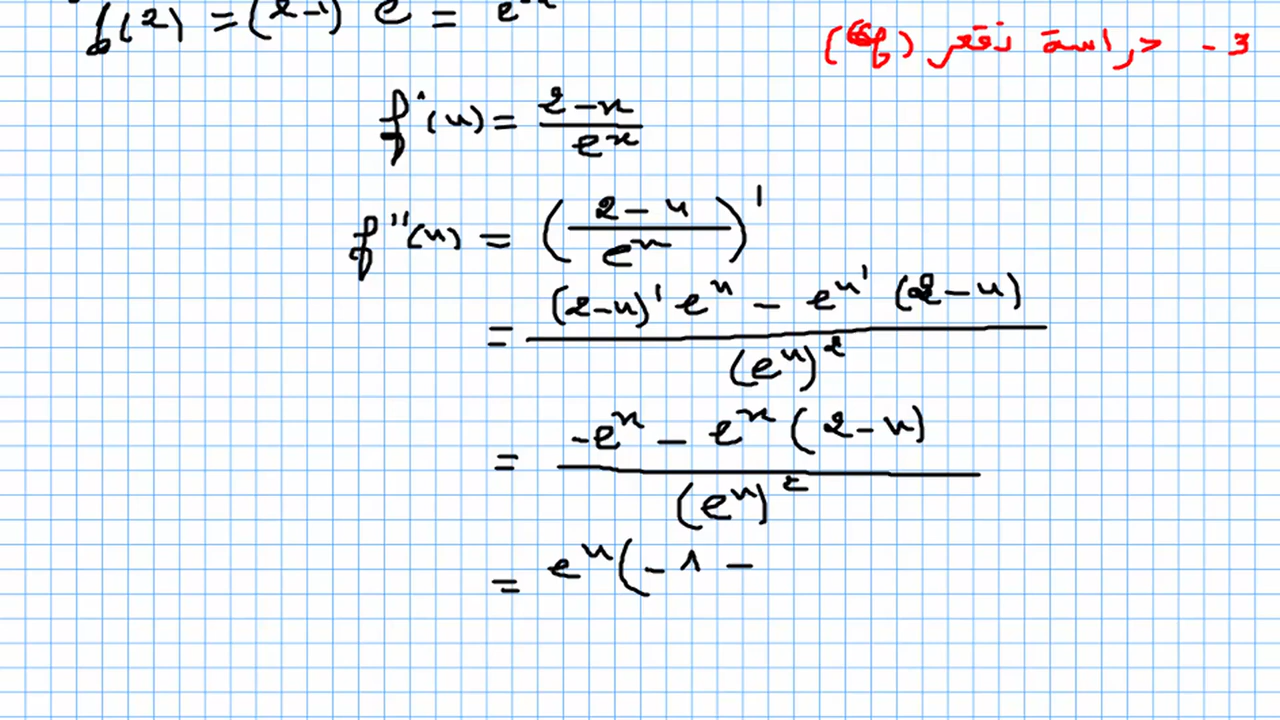 f(2) = (2-1) e =
3 - دراسة تقعر (Cf)
f'(x) = (2-x)/e^x
f''(x) = ((2-x)/e^x)'
= ((2-x)' e^x - e^x' (2-x))/(e^x)^2
= (-e^x - e^x (2-x))/(e^x)^2
= e^x(-1 -